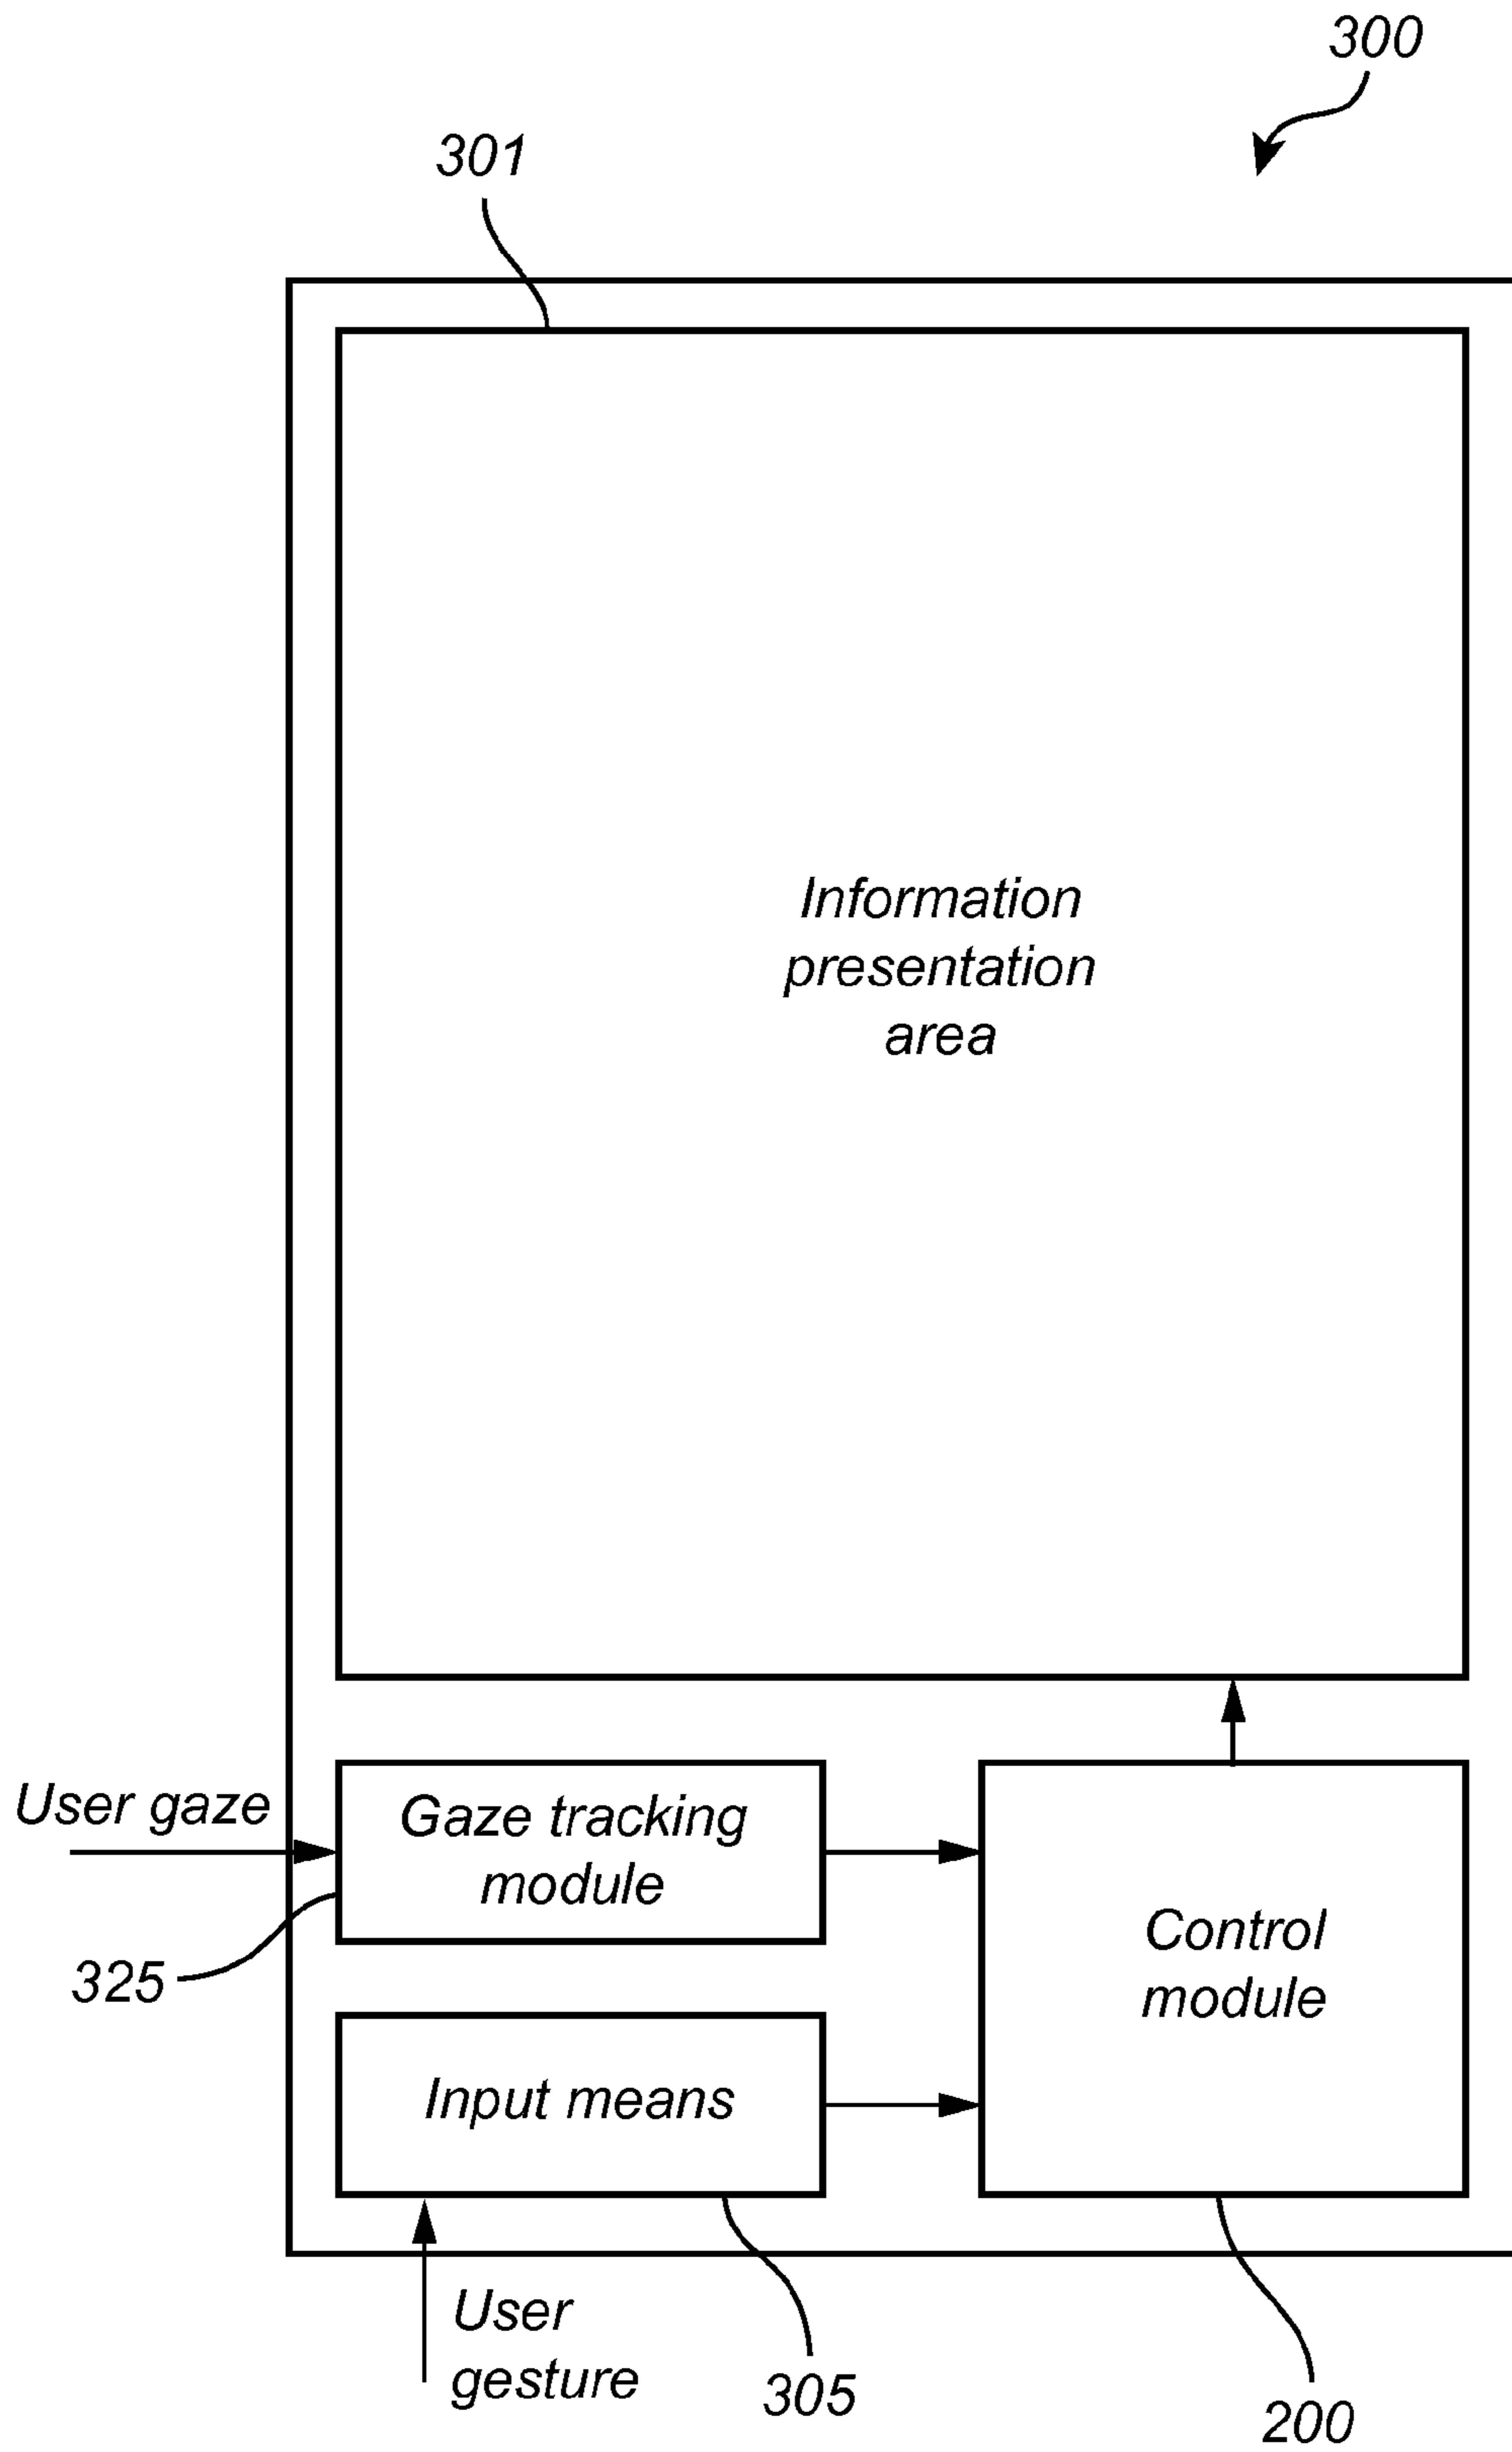 300
301
Information
presentation
area
User gaze
Gaze tracking
module
325
Control
module
Input means
User
gesture
305
200